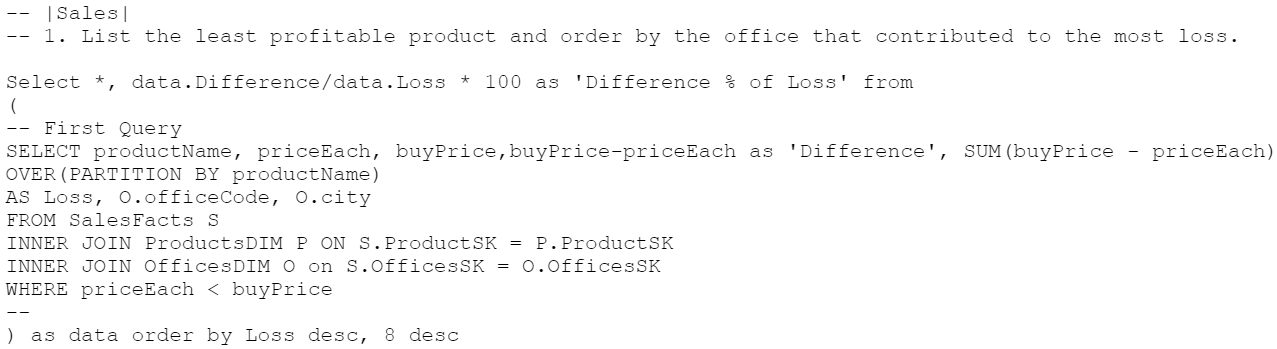 -- |Sales|
-- 1. List the least profitable product and order by the office that contributed to the most loss.
Select *, data.Difference/data.Loss * 100 as 'Difference % of Loss' from
(
-- First Query
SELECT productName, priceEach, buyPrice,buyPrice-priceEach as 'Difference', SUM(buyPrice - priceEach)
OVER(PARTITION BY productName)
AS Loss, O.officeCode, O.city
FROM SalesFacts S
INNER JOIN ProductsDIM P ON S.ProductSK = P.ProductSK
INNER JOIN OfficesDIM O on S.OfficesSK = O.OfficesSK
WHERE priceEach < buyPrice
--
) as data order by Loss desc, 8 desc